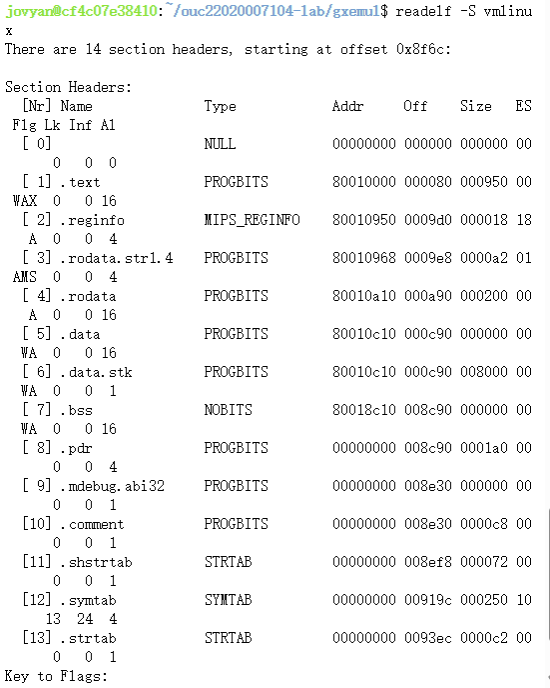 jovyan@cf4c07e38410:~/ouc22020007104-lab/gxemul$ readelf -S vmlinu
x
There are 14 section headers, starting at offset 0x8f6c:

Section Headers:
  [Nr] Name              Type            Addr     Off    Size   ES
 Flg Lk Inf Al
  [ 0]                   NULL            00000000 000000 000000 00
      0   0  0
  [ 1] .text             PROGBITS        80010000 000080 000950 00
 WAX  0   0 16
  [ 2] .reginfo          MIPS_REGINFO    80010950 0009d0 000018 18
   A  0   0  4
  [ 3] .rodata.str1.4    PROGBITS        80010968 0009e8 0000a2 01
 AMS  0   0  4
  [ 4] .rodata           PROGBITS        80010a10 000a90 000200 00
   A  0   0 16
  [ 5] .data             PROGBITS        80010c10 000c90 000000 00
  WA  0   0 16
  [ 6] .data.stk         PROGBITS        80010c10 000c90 008000 00
  WA  0   0  1
  [ 7] .bss              NOBITS          80018c10 008c90 000000 00
  WA  0   0 16
  [ 8] .pdr              PROGBITS        00000000 008c90 0001a0 00
      0   0  4
  [ 9] .mdebug.abi32     PROGBITS        00000000 008e30 000000 00
      0   0  1
  [10] .comment          PROGBITS        00000000 008e30 0000c8 00
      0   0  1
  [11] .shstrtab         STRTAB          00000000 008ef8 000072 00
      0   0  1
  [12] .symtab           SYMTAB          00000000 00919c 000250 10
     13  24  4
  [13] .strtab           STRTAB          00000000 0093ec 0000c2 00
      0   0  1
Key to Flags: